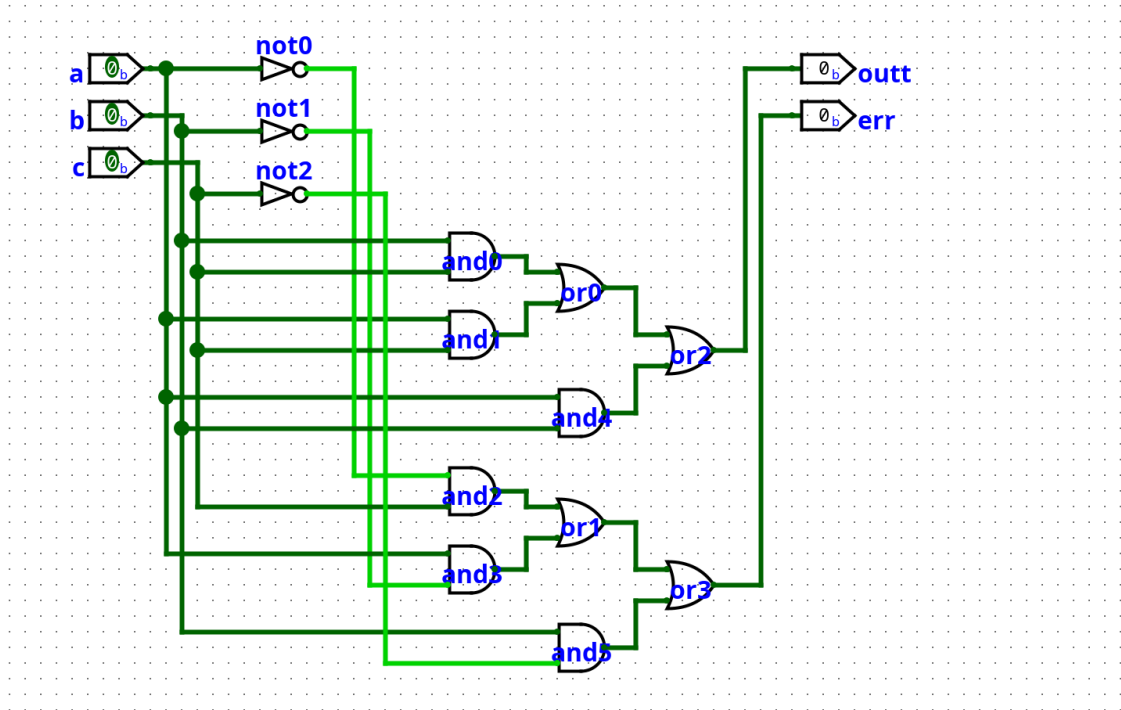 not0
a 0b
0b outt
not1
b 0b
0b err
c 0b
not2
and0
or0
and1
or2
and4
and2
or1
and3
or3
and5